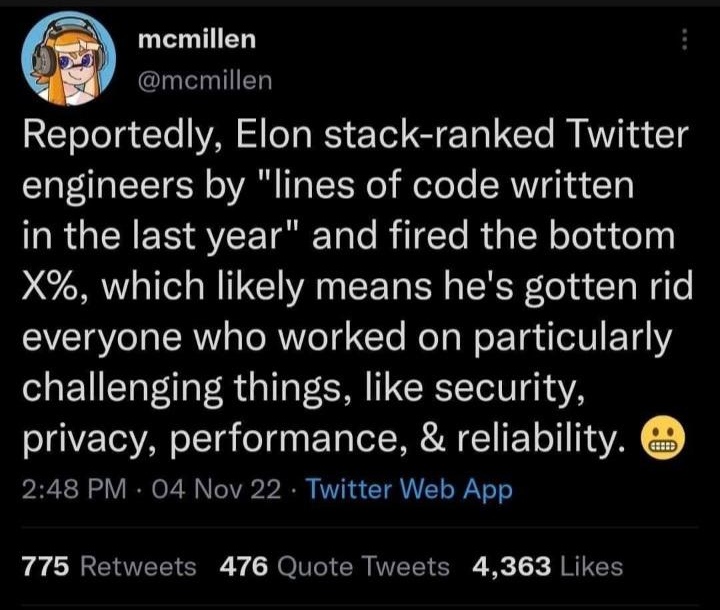 mcmillen
@mcmillen
Reportedly, Elon stack-ranked Twitter
engineers by "lines of code written
in the last year" and fired the bottom
X%, which likely means he's gotten rid
everyone who worked on particularly
challenging things, like security,
privacy, performance, & reliability. 😬
2:48 PM · 04 Nov 22 · Twitter Web App
775 Retweets 476 Quote Tweets 4,363 Likes